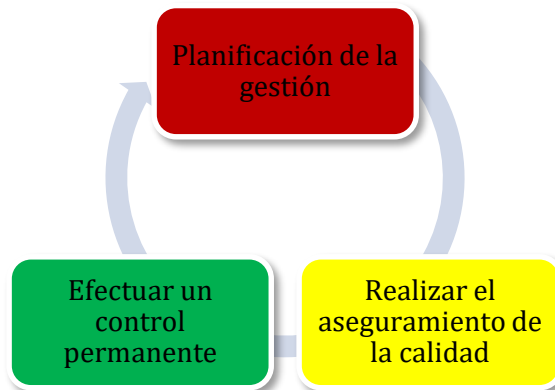 Planificación de la
gestión
Realizar el
aseguramiento de
la calidad
Efectuar un
control
permanente